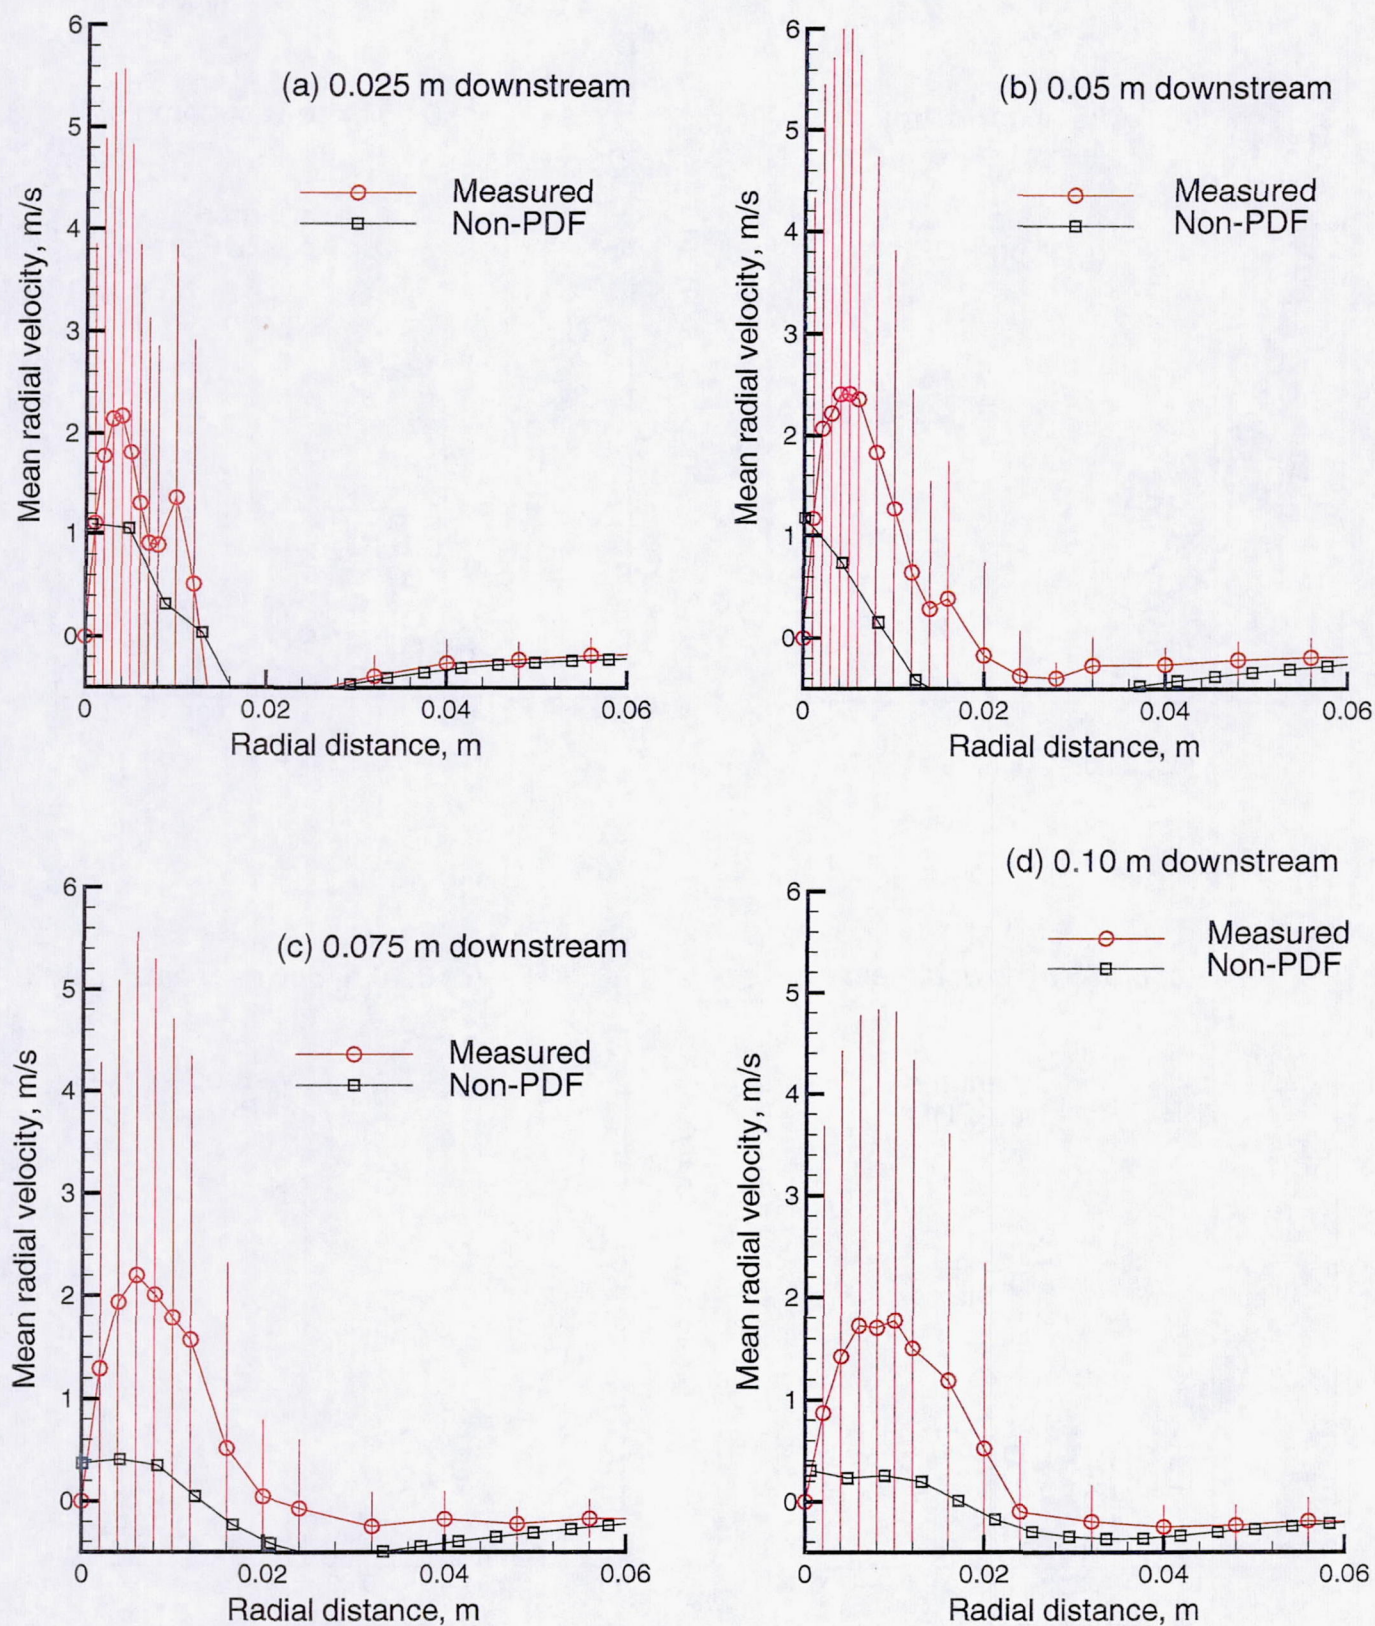 (a) 0.025 m downstream
Measured
Non-PDF
Mean radial velocity, m/s
6
5
4
3
2
1
0
0 0.02 0.04 0.06
Radial distance, m
(b) 0.05 m downstream
Measured
Non-PDF
Mean radial velocity, m/s
6
5
4
3
2
1
0
0 0.02 0.04 0.06
Radial distance, m
(c) 0.075 m downstream
Measured
Non-PDF
Mean radial velocity, m/s
6
5
4
3
2
1
0
0 0.02 0.04 0.06
Radial distance, m
(d) 0.10 m downstream
Measured
Non-PDF
Mean radial velocity, m/s
6
5
4
3
2
1
0
0 0.02 0.04 0.06
Radial distance, m